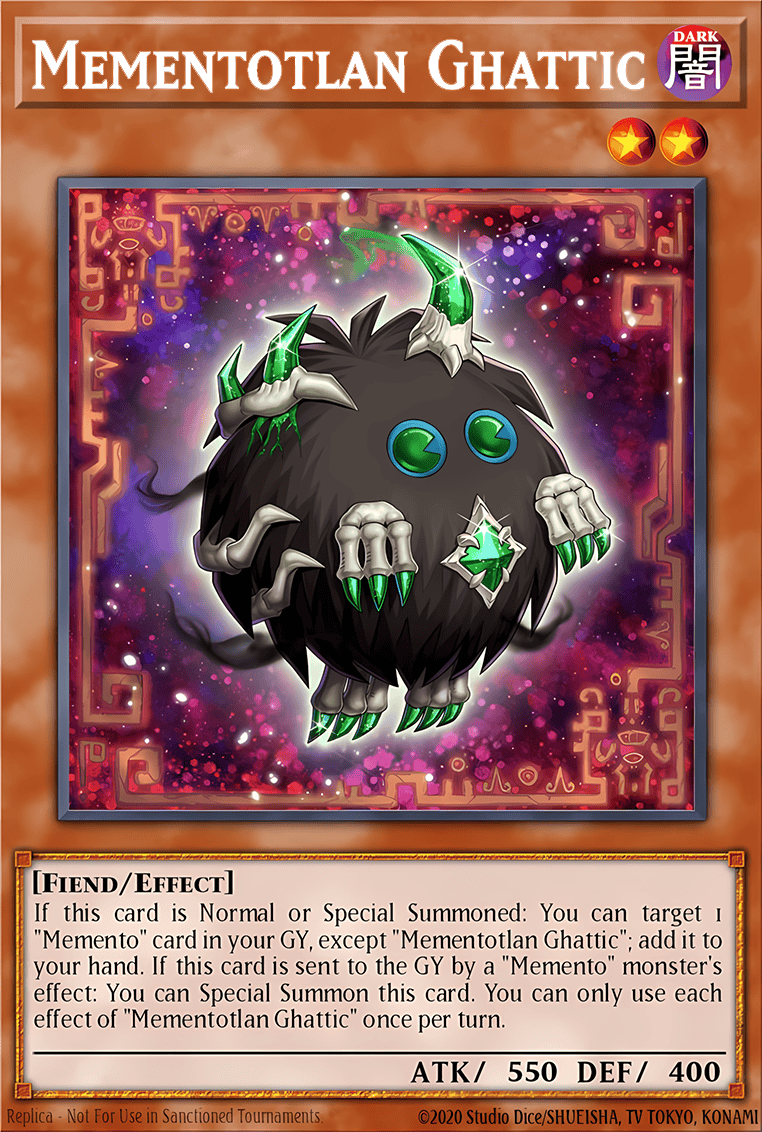 Mementotlan Ghattic
DARK
闇
[Fiend/Effect]
If this card is Normal or Special Summoned: You can target 1
"Memento" card in your GY, except "Mementotlan Ghattic"; add it to
your hand. If this card is sent to the GY by a "Memento" monster's
effect: You can Special Summon this card. You can only use each
effect of "Mementotlan Ghattic" once per turn.
ATK/ 550 DEF/ 400
Replica - Not For Use in Sanctioned Tournaments.
©2020 Studio Dice/SHUEISHA, TV TOKYO, KONAMI